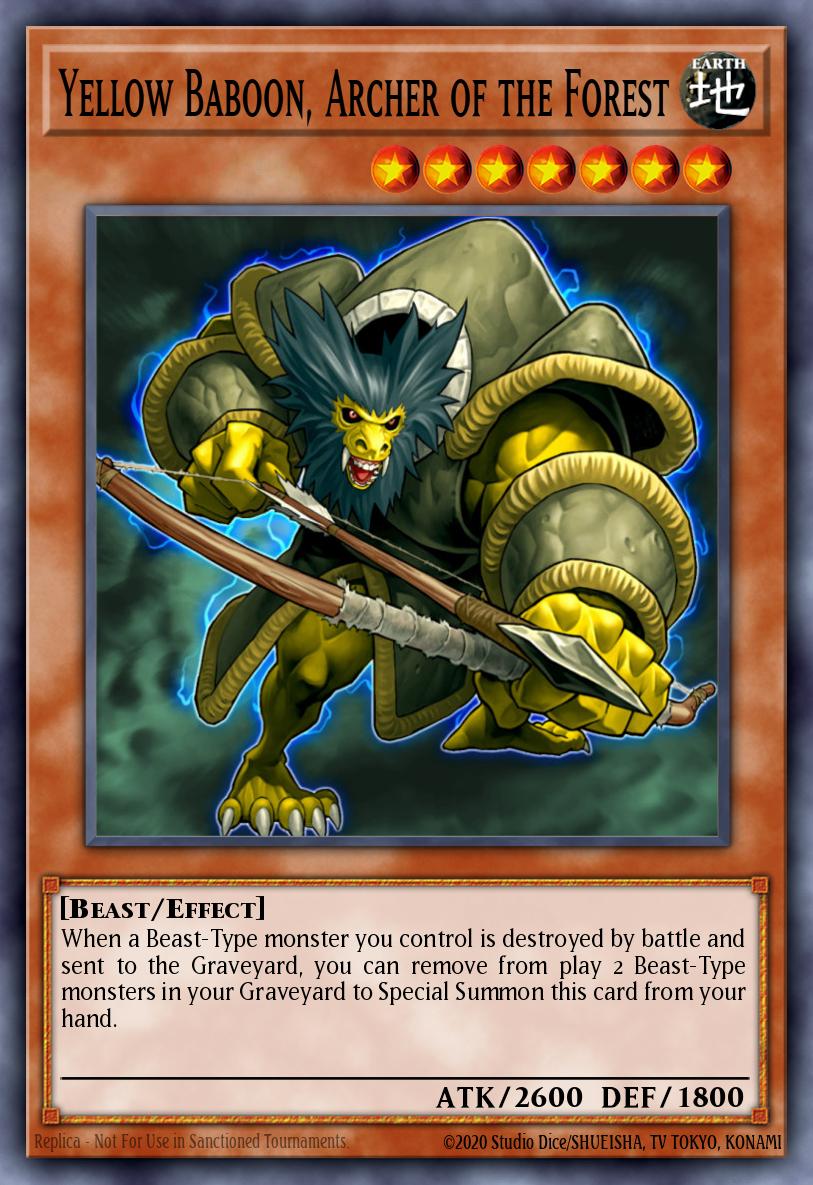 Yellow Baboon, Archer of the Forest
EARTH
地
[Beast/Effect]
When a Beast-Type monster you control is destroyed by battle and
sent to the Graveyard, you can remove from play 2 Beast-Type
monsters in your Graveyard to Special Summon this card from your
hand.
ATK/2600 DEF/1800
Replica - Not For Use in Sanctioned Tournaments.
©2020 Studio Dice/SHUEISHA, TV TOKYO, KONAMI